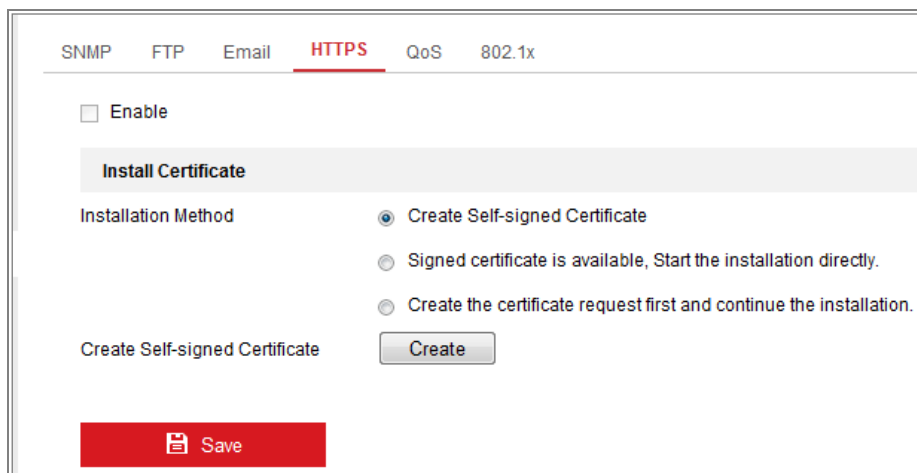 SNMP FTP Email HTTPS QoS 802.1x
Enable
Install Certificate
Installation Method Create Self-signed Certificate
Signed certificate is available, Start the installation directly.
Create the certificate request first and continue the installation.
Create Self-signed Certificate Create
Save